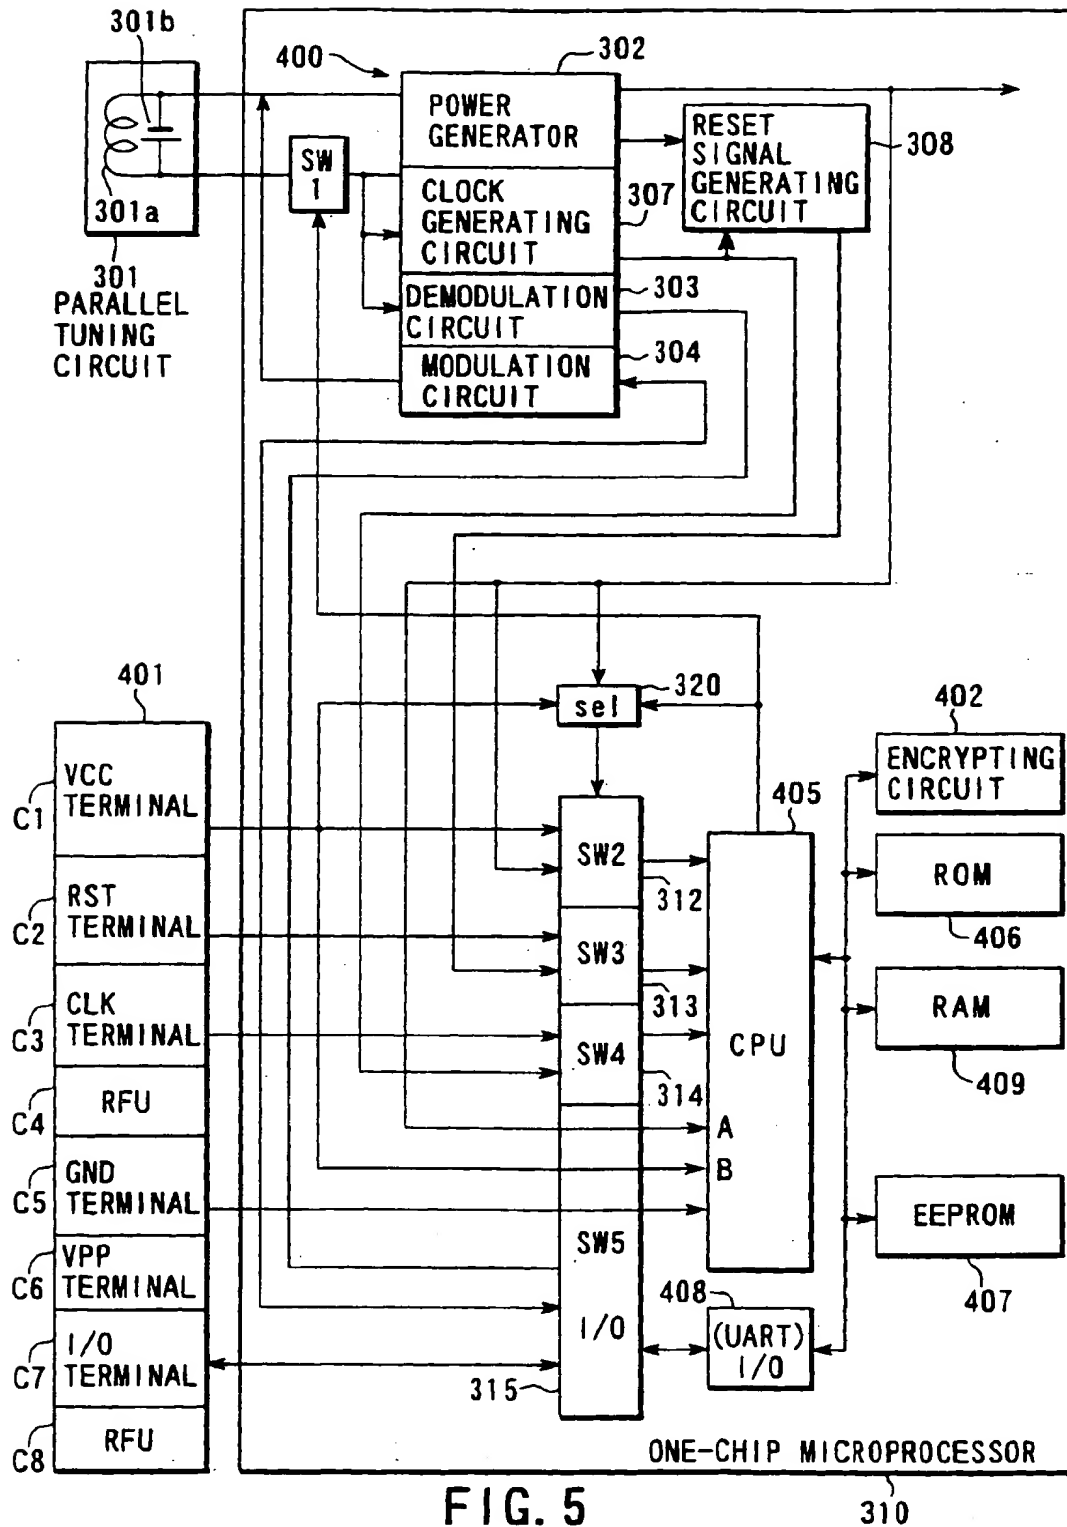 301b
400
302
POWER
GENERATOR
RESET
SIGNAL
GENERATING
CIRCUIT
308
SW
1
301a
CLOCK
GENERATING
CIRCUIT
307
301
PARALLEL
TUNING
CIRCUIT
DEMODULATION
CIRCUIT
303
MODULATION
CIRCUIT
304
401
sel
320
402
ENCRYPTING
CIRCUIT
C1
VCC
TERMINAL
405
SW2
312
ROM
406
C2
RST
TERMINAL
SW3
313
C3
CLK
TERMINAL
SW4
314
CPU
RAM
409
C4
RFU
A
B
C5
GND
TERMINAL
SW5
EEPROM
407
C6
VPP
TERMINAL
408
I/O
(UART)
I/O
C7
I/O
TERMINAL
315
C8
RFU
ONE-CHIP MICROPROCESSOR
310
FIG. 5